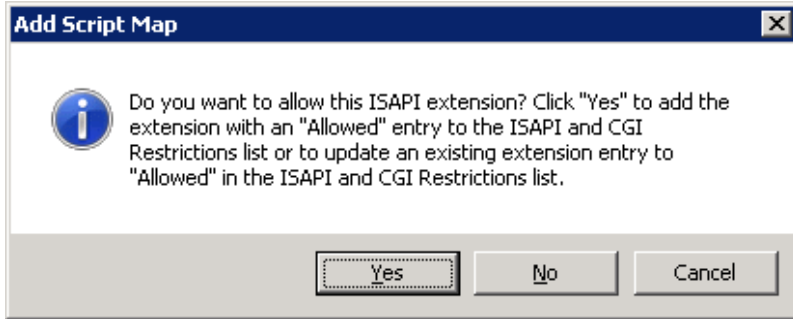 Add Script Map
Do you want to allow this ISAPI extension? Click "Yes" to add the
extension with an "Allowed" entry to the ISAPI and CGI
Restrictions list or to update an existing extension entry to
"Allowed" in the ISAPI and CGI Restrictions list.
Yes No Cancel